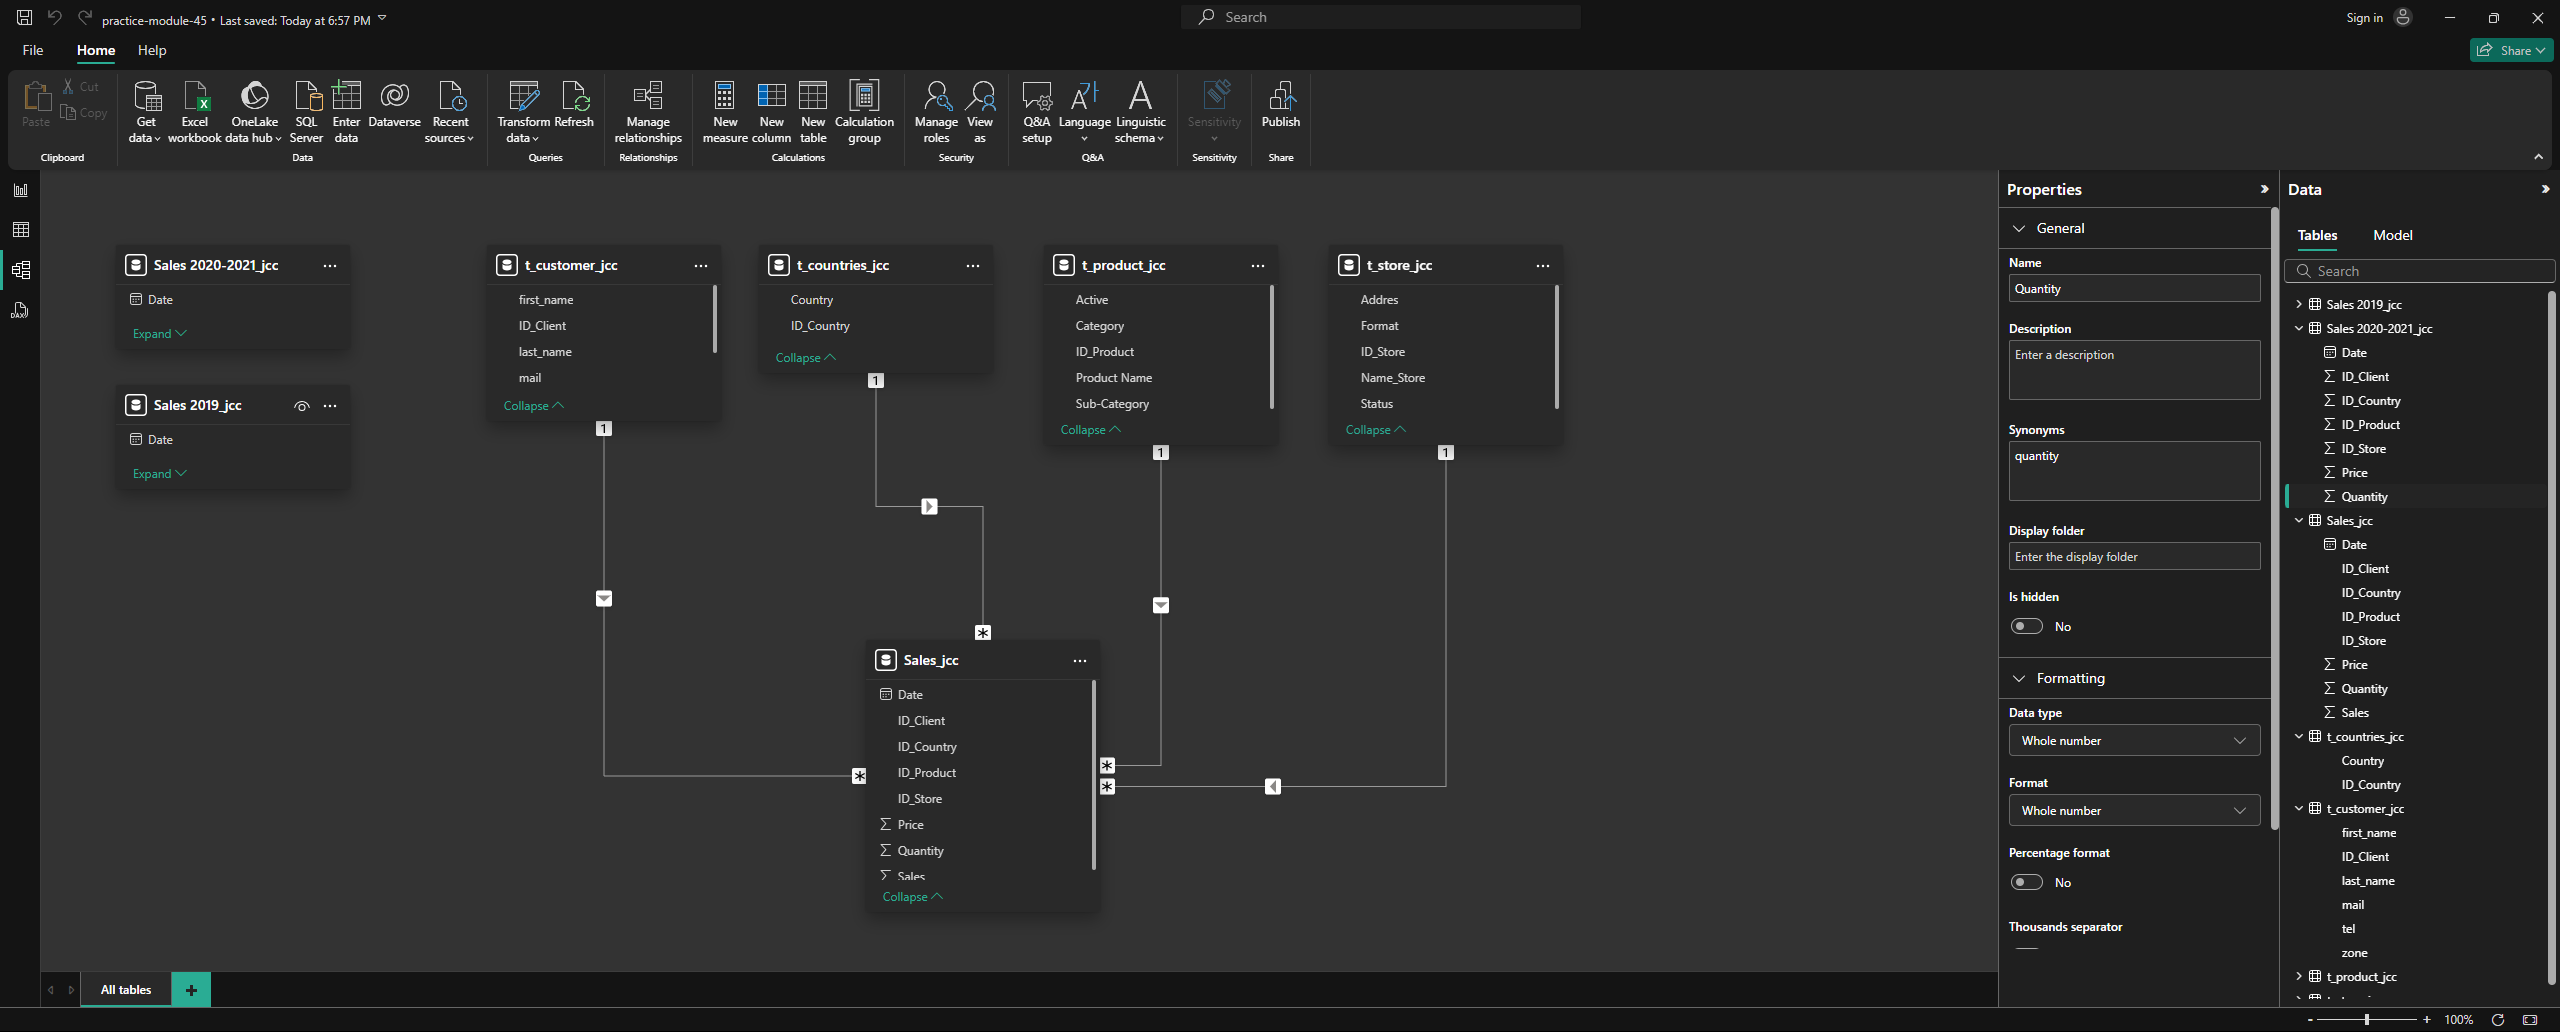 practice-module-45 • Last saved: Today at 6:57 PM
Search
Sign in
File
Home
Help
Share
Paste
Cut
Copy
Clipboard
Get data
Excel workbook
OneLake data hub
SQL Server
Enter data
Dataverse
Recent sources
Data
Transform data
Refresh
Queries
Manage relationships
Relationships
New measure
New column
New table
Calculation group
Calculations
Manage roles
View as
Security
Q&A setup
Language
Linguistic schema
Q&A
Sensitivity
Sensitivity
Publish
Share
DAX
Sales 2020-2021_jcc
Date
Expand
Sales 2019_jcc
Date
Expand
t_customer_jcc
first_name
ID_Client
last_name
mail
Collapse
1
t_countries_jcc
Country
ID_Country
Collapse
1
t_product_jcc
Active
Category
ID_Product
Product Name
Sub-Category
Collapse
1
t_store_jcc
Addres
Format
ID_Store
Name_Store
Status
Collapse
1
*
*
*
*
Sales_jcc
Date
ID_Client
ID_Country
ID_Product
ID_Store
Price
Quantity
Sales
Collapse
Properties
General
Name
Quantity
Description
Enter a description
Synonyms
quantity
Display folder
Enter the display folder
Is hidden
No
Formatting
Data type
Whole number
Format
Whole number
Percentage format
No
Thousands separator
Data
Tables
Model
Search
Sales 2019_jcc
Sales 2020-2021_jcc
Date
ID_Client
ID_Country
ID_Product
ID_Store
Price
Quantity
Sales_jcc
Date
ID_Client
ID_Country
ID_Product
ID_Store
Price
Quantity
Sales
t_countries_jcc
Country
ID_Country
t_customer_jcc
first_name
ID_Client
last_name
mail
tel
zone
t_product_jcc
All tables
+
- + 100%